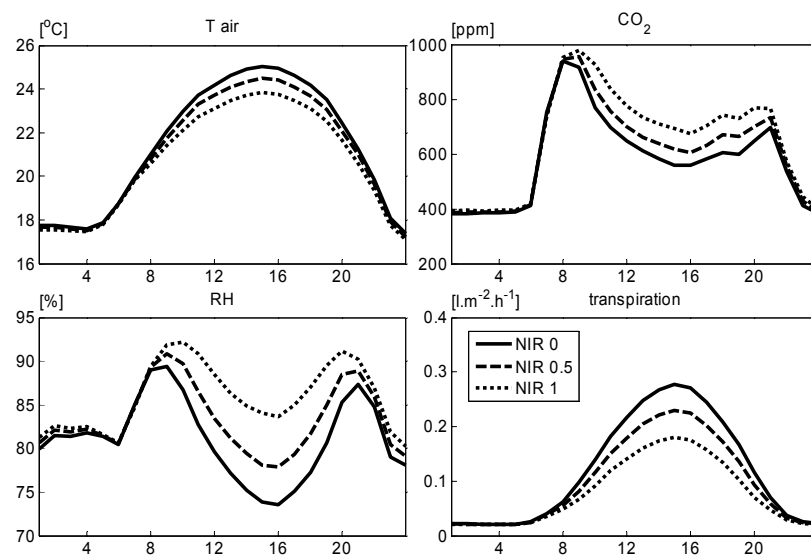 [°C]
T air
26
24
22
20
18
16
4 8 12 16 20
[ppm]
CO2
1000
800
600
400
200
4 8 12 16 20
[%]
RH
95
90
85
80
75
70
4 8 12 16 20
[l.m-2.h-1]
transpiration
0.4
0.3
0.2
0.1
0
NIR 0
NIR 0.5
NIR 1
4 8 12 16 20